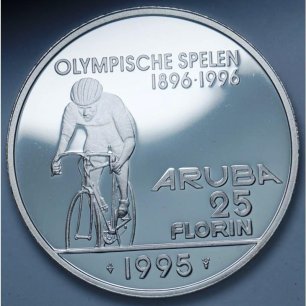 OLYMPISCHE SPELEN
1896·1996
ARUBA
25
FLORIN
1995